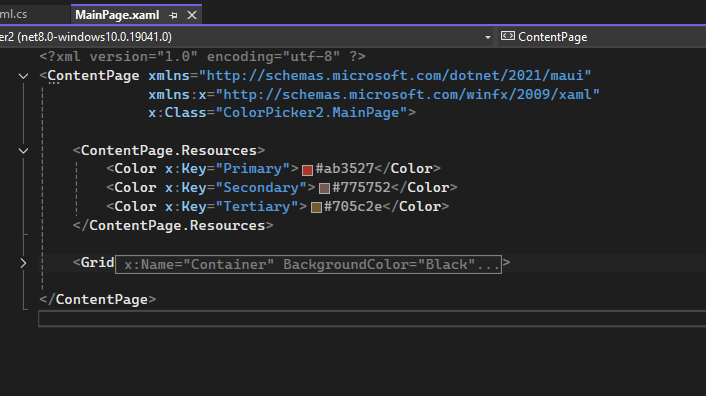 ml.cs
MainPage.xaml
er2 (net8.0-windows10.0.19041.0)
ContentPage
<?xml version="1.0" encoding="utf-8" ?>
<ContentPage xmlns="http://schemas.microsoft.com/dotnet/2021/maui"
xmlns:x="http://schemas.microsoft.com/winfx/2009/xaml"
x:Class="ColorPicker2.MainPage">
<ContentPage.Resources>
<Color x:Key="Primary">#ab3527</Color>
<Color x:Key="Secondary">#775752</Color>
<Color x:Key="Tertiary">#705c2e</Color>
</ContentPage.Resources>
<Grid x:Name="Container" BackgroundColor="Black"...>
</ContentPage>